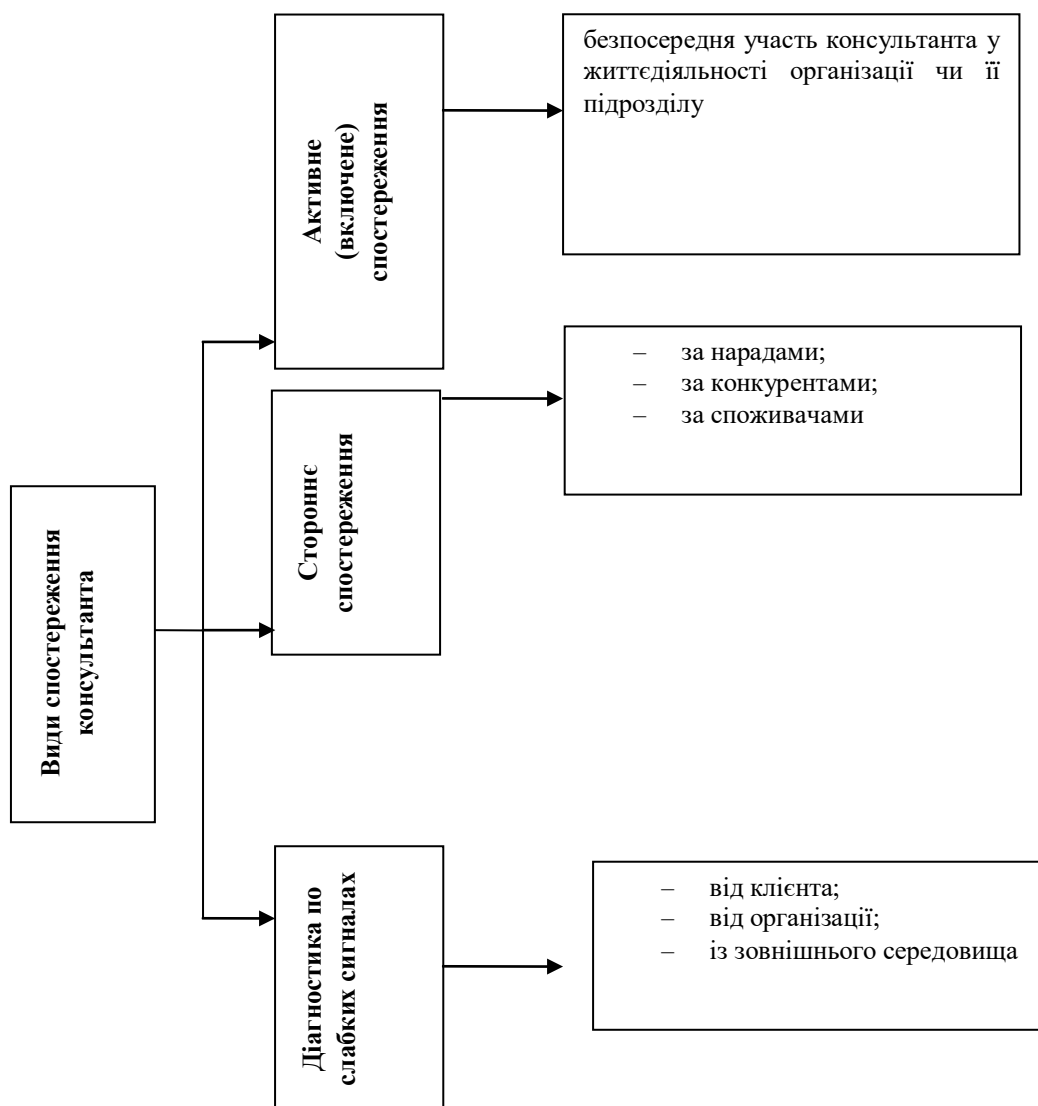 Види спостереження
консультанта
Активне
(включене)
спостереження
безпосередня участь консультанта у
життєдіяльності організації чи її
підрозділу
Стороннє
спостереження
– за нарадами;
– за конкурентами;
– за споживачами
Діагностика по
слабких сигналах
– від клієнта;
– від організації;
– із зовнішнього середовища